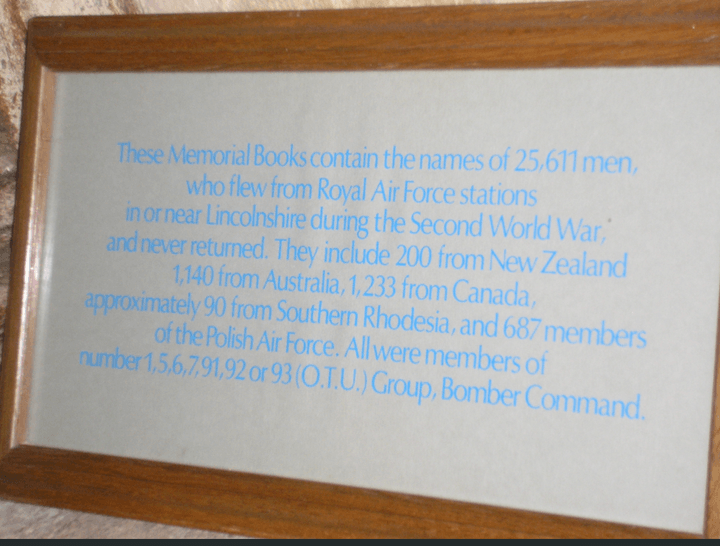 These Memorial Books contain the names of 25,611 men,
who flew from Royal Air Force stations
in or near Lincolnshire during the Second World War,
and never returned. They include 200 from New Zealand
1,140 from Australia, 1,233 from Canada,
approximately 90 from Southern Rhodesia, and 687 members
of the Polish Air Force. All were members of
number 1,5,6,7,91,92 or 93 (O.T.U.) Group, Bomber Command.